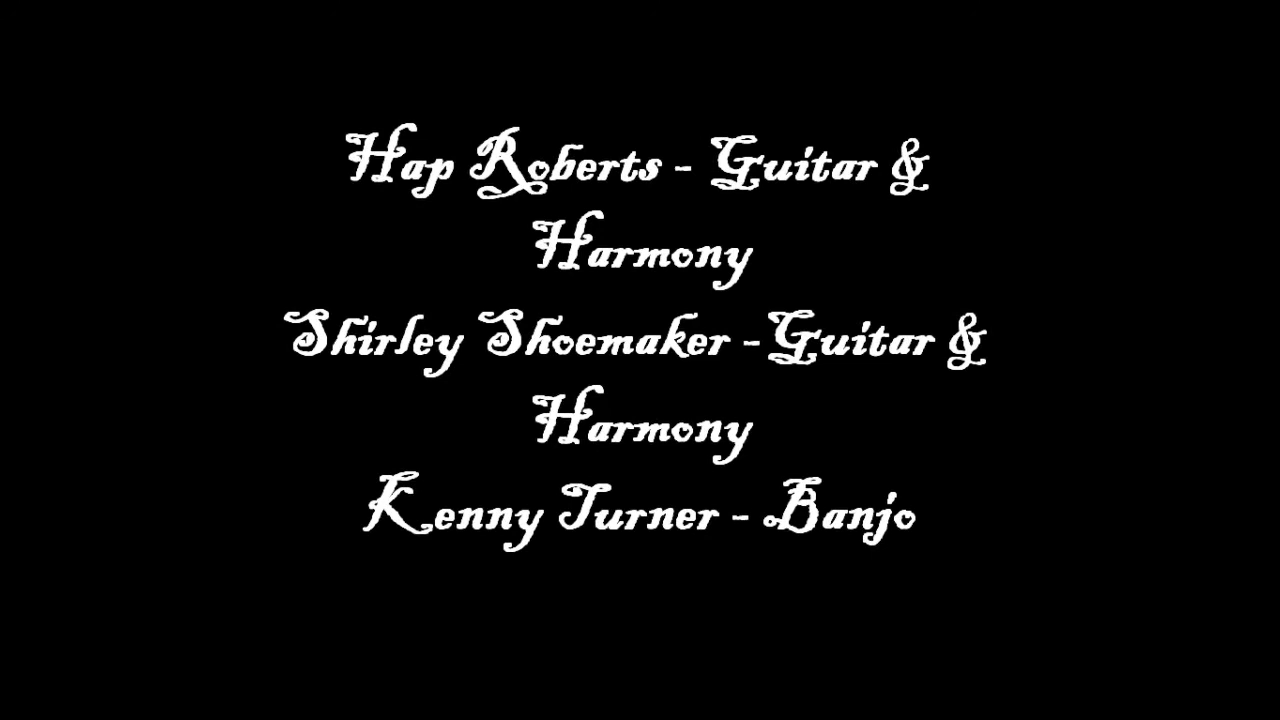 Hap Roberts - Guitar &
Harmony
Shirley Shoemaker -Guitar &
Harmony
Kenny Turner - Banjo